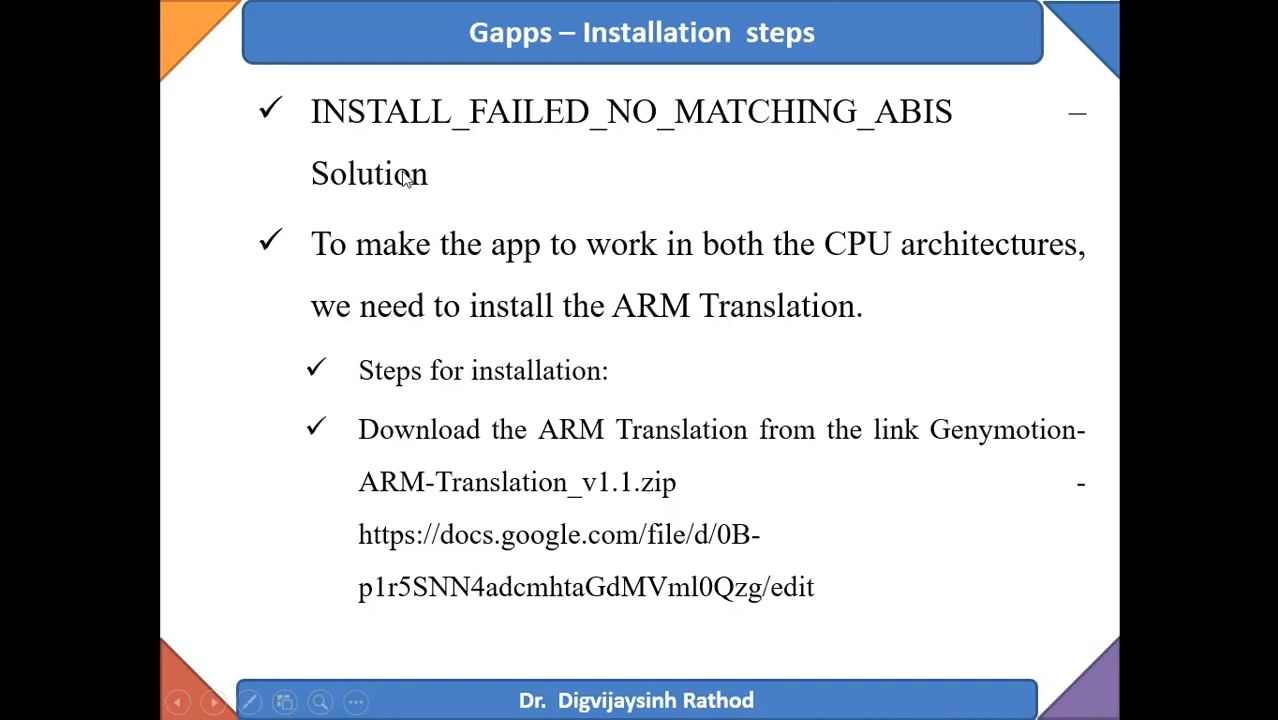 Gapps – Installation steps
✓ INSTALL_FAILED_NO_MATCHING_ABIS –
Solution
✓ To make the app to work in both the CPU architectures,
we need to install the ARM Translation.
✓ Steps for installation:
✓ Download the ARM Translation from the link Genymotion-
ARM-Translation_v1.1.zip -
https://docs.google.com/file/d/0B-
p1r5SNN4adcmhtaGdMVml0Qzg/edit
Dr. Digvijaysinh Rathod